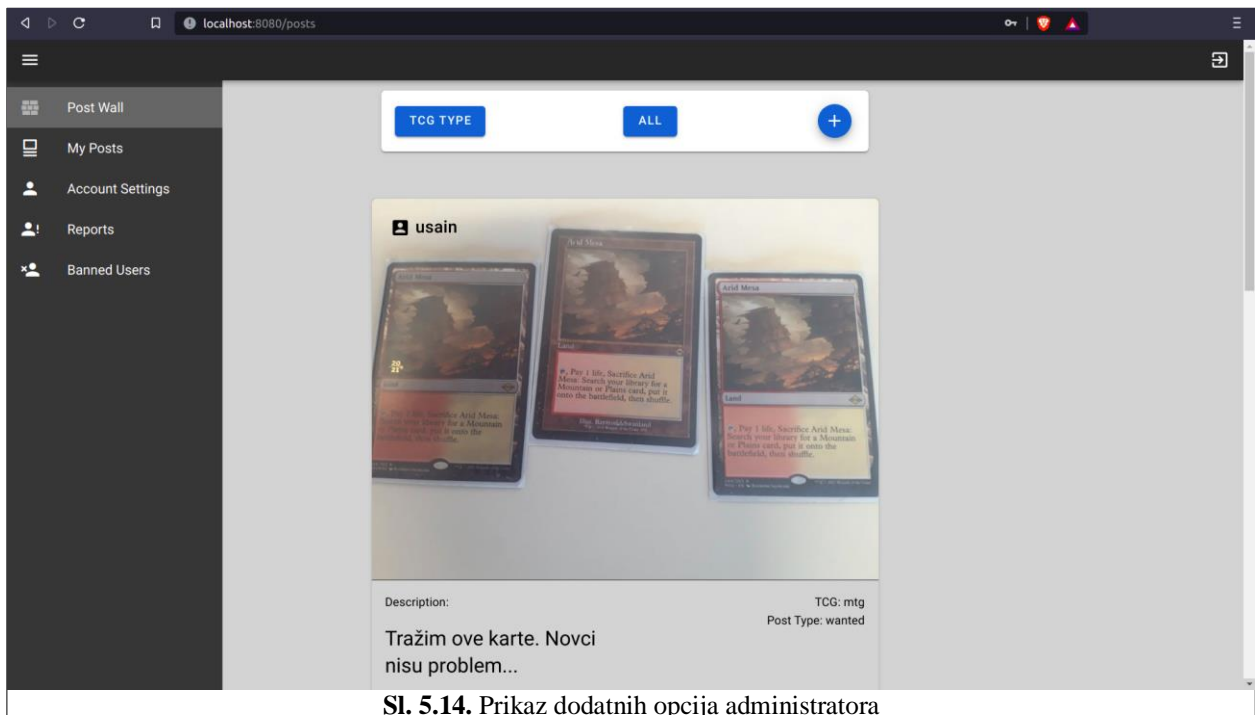 localhost:8080/posts
Post Wall
My Posts
Account Settings
Reports
Banned Users
TCG TYPE
ALL
usain
Arid Mesa
Land
Arid Mesa
Land
, Pay 1 life, Sacrifice Arid
Mesa: Search your library for a
Mountain or Plains card, put it
onto the battlefield, then shuffle.
Arid Mesa
Land
, Pay 1 life, Sacrifice Arid Mesa:
Search your library for a Mountain
or Plains card, put it onto the
battlefield, then shuffle.
Description:
TCG: mtg
Post Type: wanted
Tražim ove karte. Novci
nisu problem...
Sl. 5.14. Prikaz dodatnih opcija administratora